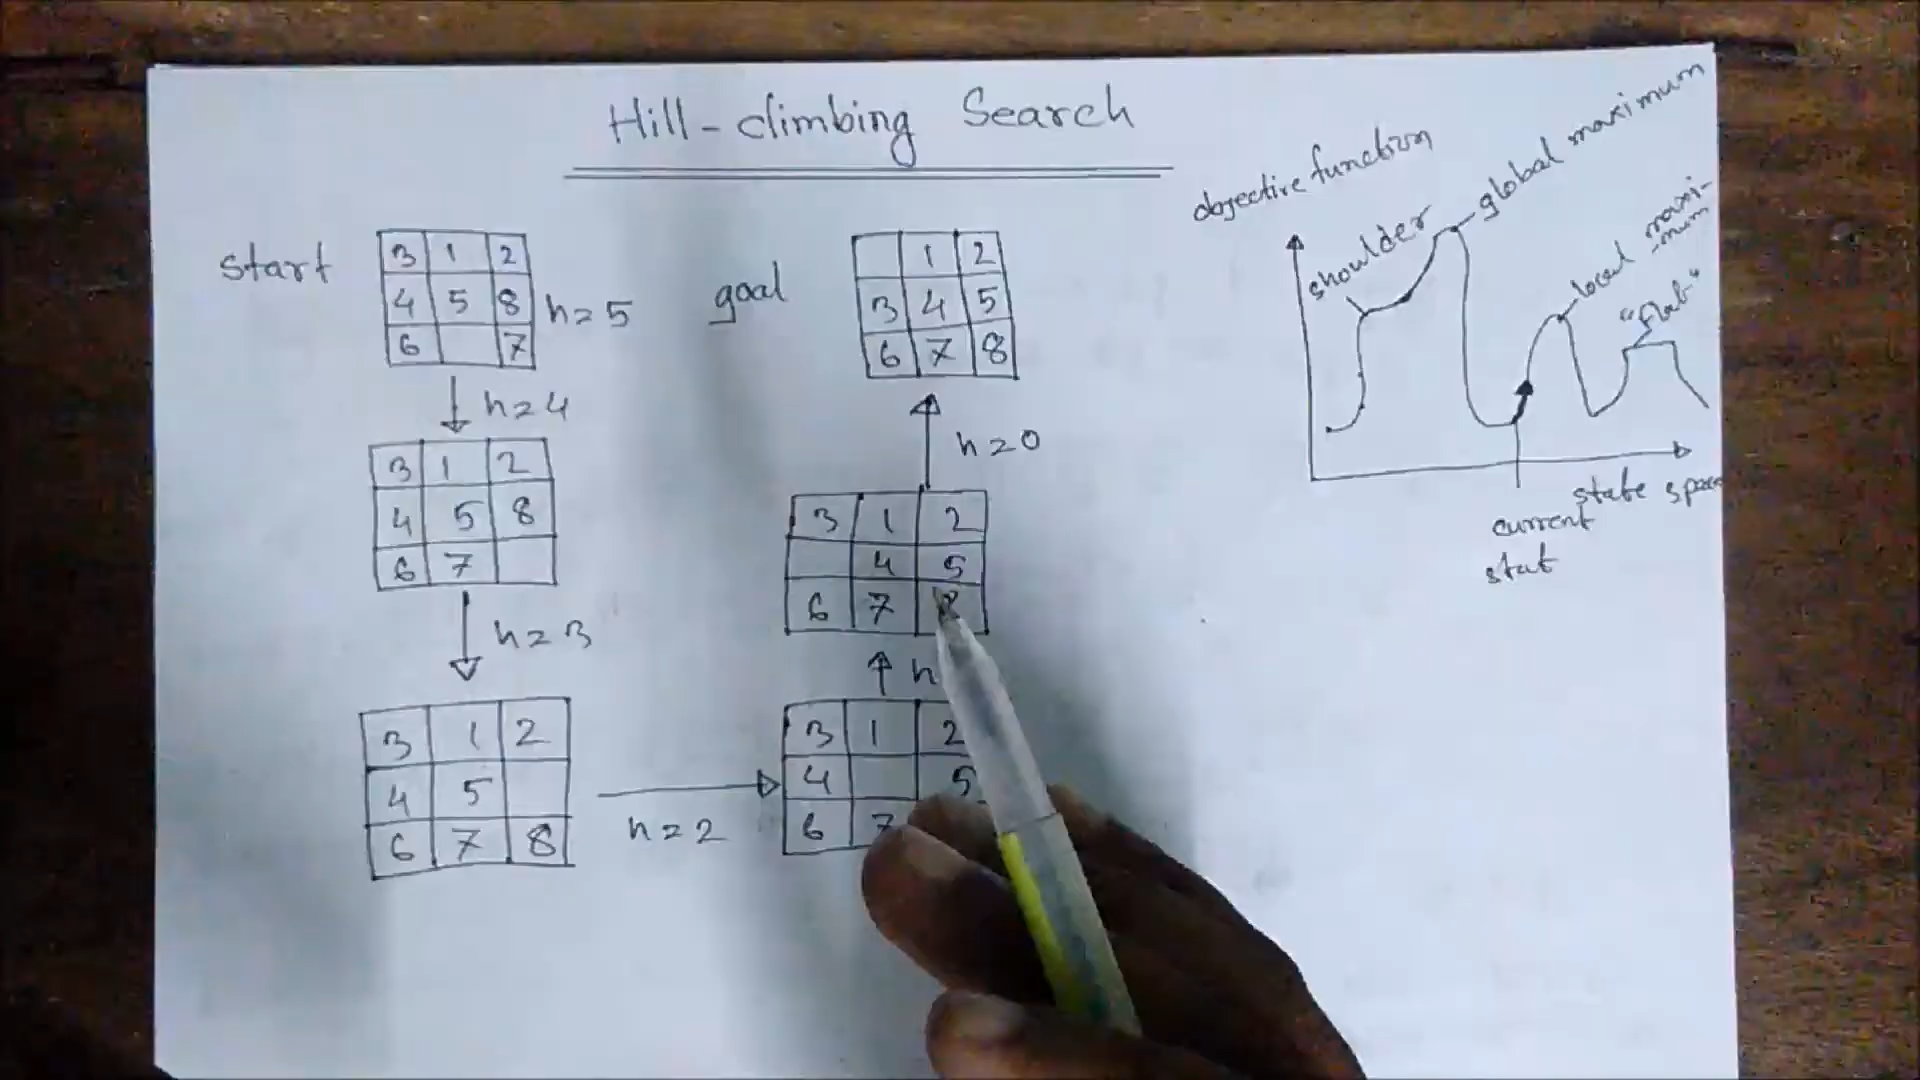 Hill-climbing Search
start
3 1 2
4 5 8
6 7
h=5
h=4
3 1 2
4 5 8
6 7
h=3
3 1 2
4 5
6 7 8
h=2
3 1 2
4 5
6 7
h
3 1 2
4 5
6 7 8
h=0
goal
1 2
3 4 5
6 7 8
objective function
shoulder
global maximum
local maxi-
-mum
"flat"
state space
current
stat